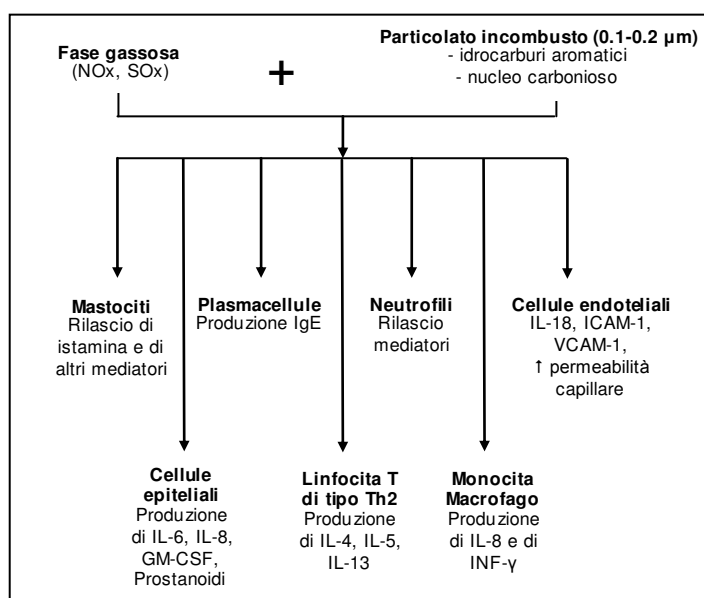 Fase gassosa
(NOx, SOx)
+
Particolato incombusto (0.1-0.2 µm)
- idrocarburi aromatici
- nucleo carbonioso
Mastociti
Rilascio di
istamina e di
altri mediatori
Plasmacellule
Produzione IgE
Neutrofili
Rilascio
mediatori
Cellule endoteliali
IL-18, ICAM-1,
VCAM-1,
↑ permeabilità
capillare
Cellule
epiteliali
Produzione
di IL-6, IL-8,
GM-CSF,
Prostanoidi
Linfocita T
di tipo Th2
Produzione
di IL-4, IL-5,
IL-13
Monocita
Macrofago
Produzione
di IL-8 e di
INF-γ